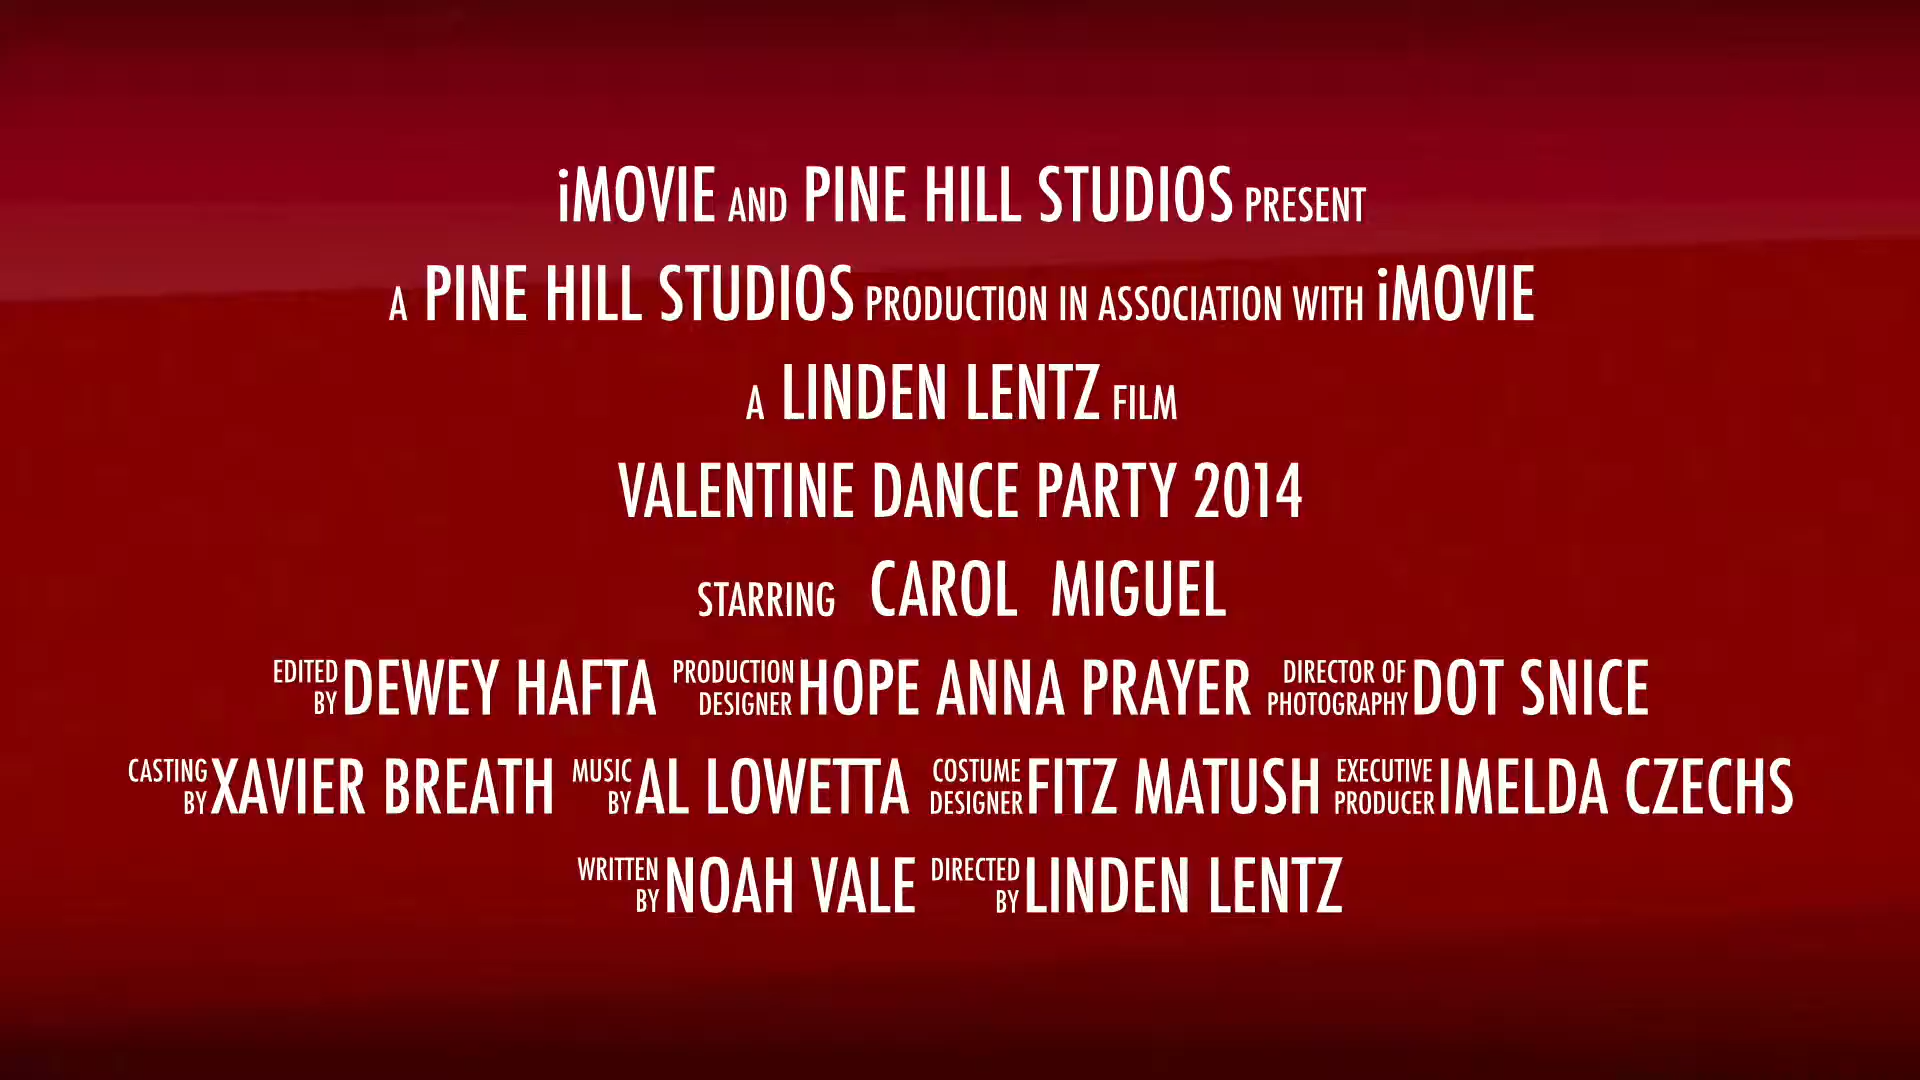 iMOVIE AND PINE HILL STUDIOS PRESENT
A PINE HILL STUDIOS PRODUCTION IN ASSOCIATION WITH iMOVIE
A LINDEN LENTZ FILM
VALENTINE DANCE PARTY 2014
STARRING CAROL MIGUEL
EDITED BY DEWEY HAFTA PRODUCTION DESIGNER HOPE ANNA PRAYER DIRECTOR OF PHOTOGRAPHY DOT SNICE
CASTING BY XAVIER BREATH MUSIC BY AL LOWETTA COSTUME DESIGNER FITZ MATUSH EXECUTIVE PRODUCER IMELDA CZECHS
WRITTEN BY NOAH VALE DIRECTED BY LINDEN LENTZ